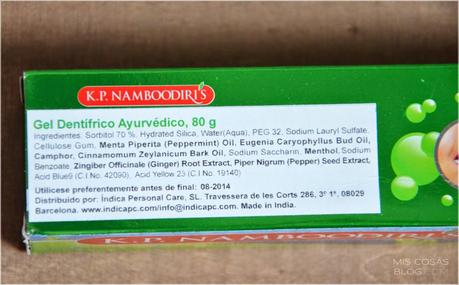 K.P. NAMBOODIRI'S
Gel Dentífrico Ayurvédico, 80 g
Ingredientes: Sorbitol 70 %, Hydrated Silica, Water(Aqua), PEG 32, Sodium Lauryl Sulfate,
Cellulose Gum, Menta Piperita (Peppermint) Oil, Eugenia Caryophyllus Bud Oil,
Camphor, Cinnamomum Zeylanicum Bark Oil, Sodium Saccharin, Menthol, Sodium
Benzoate, Zingiber Officinale (Ginger) Root Extract, Piper Nigrum (Pepper) Seed Extract,
Acid Blue9 (C.I No. 42090), Acid Yellow 23 (C.I No. 19140)
Utilicese preferentemente antes de final: 08-2014
Distribuido por: Índica Personal Care, SL. Travessera de les Corts 286, 3º 1ª, 08029
Barcelona. www.indicapc.com/info@indicapc.com. Made in India.
K.P. NAMBOODIRI'S
MIS COSAS
BLOG.COM